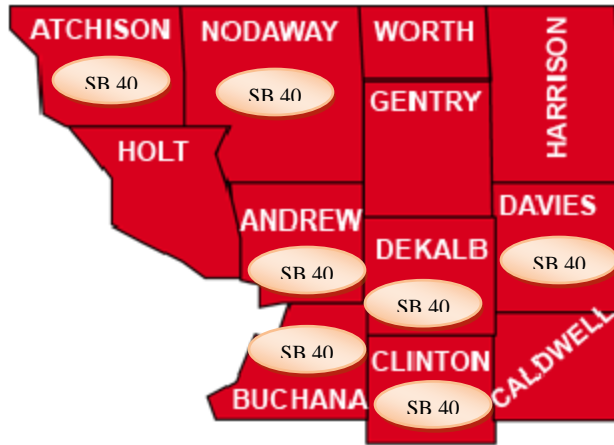 ATCHISON
SB 40
NODAWAY
SB 40
WORTH
HARRISON
GENTRY
HOLT
ANDREW
SB 40
DEKALB
SB 40
DAVIES
SB 40
SB 40
BUCHANA
CLINTON
SB 40
CALDWELL